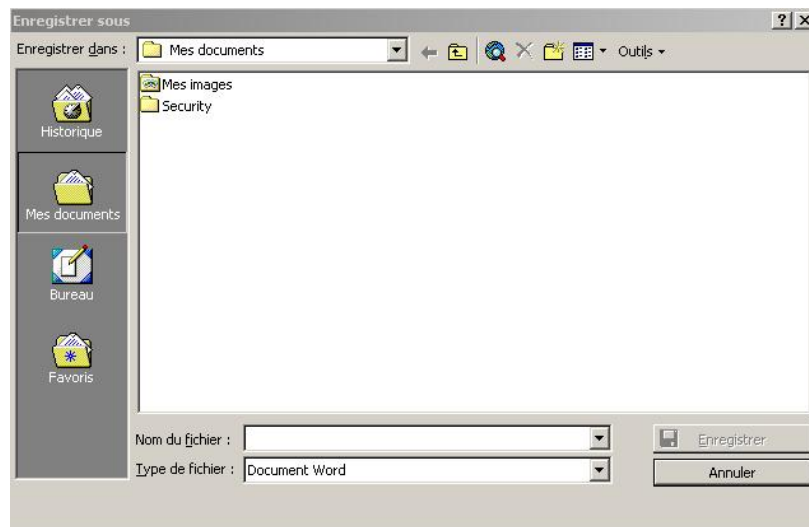 Enregistrer sous
Enregistrer dans : Mes documents Outils
Mes images
Security
Historique
Mes documents
Bureau
Favoris
Nom du fichier : Enregistrer
Type de fichier : Document Word Annuler